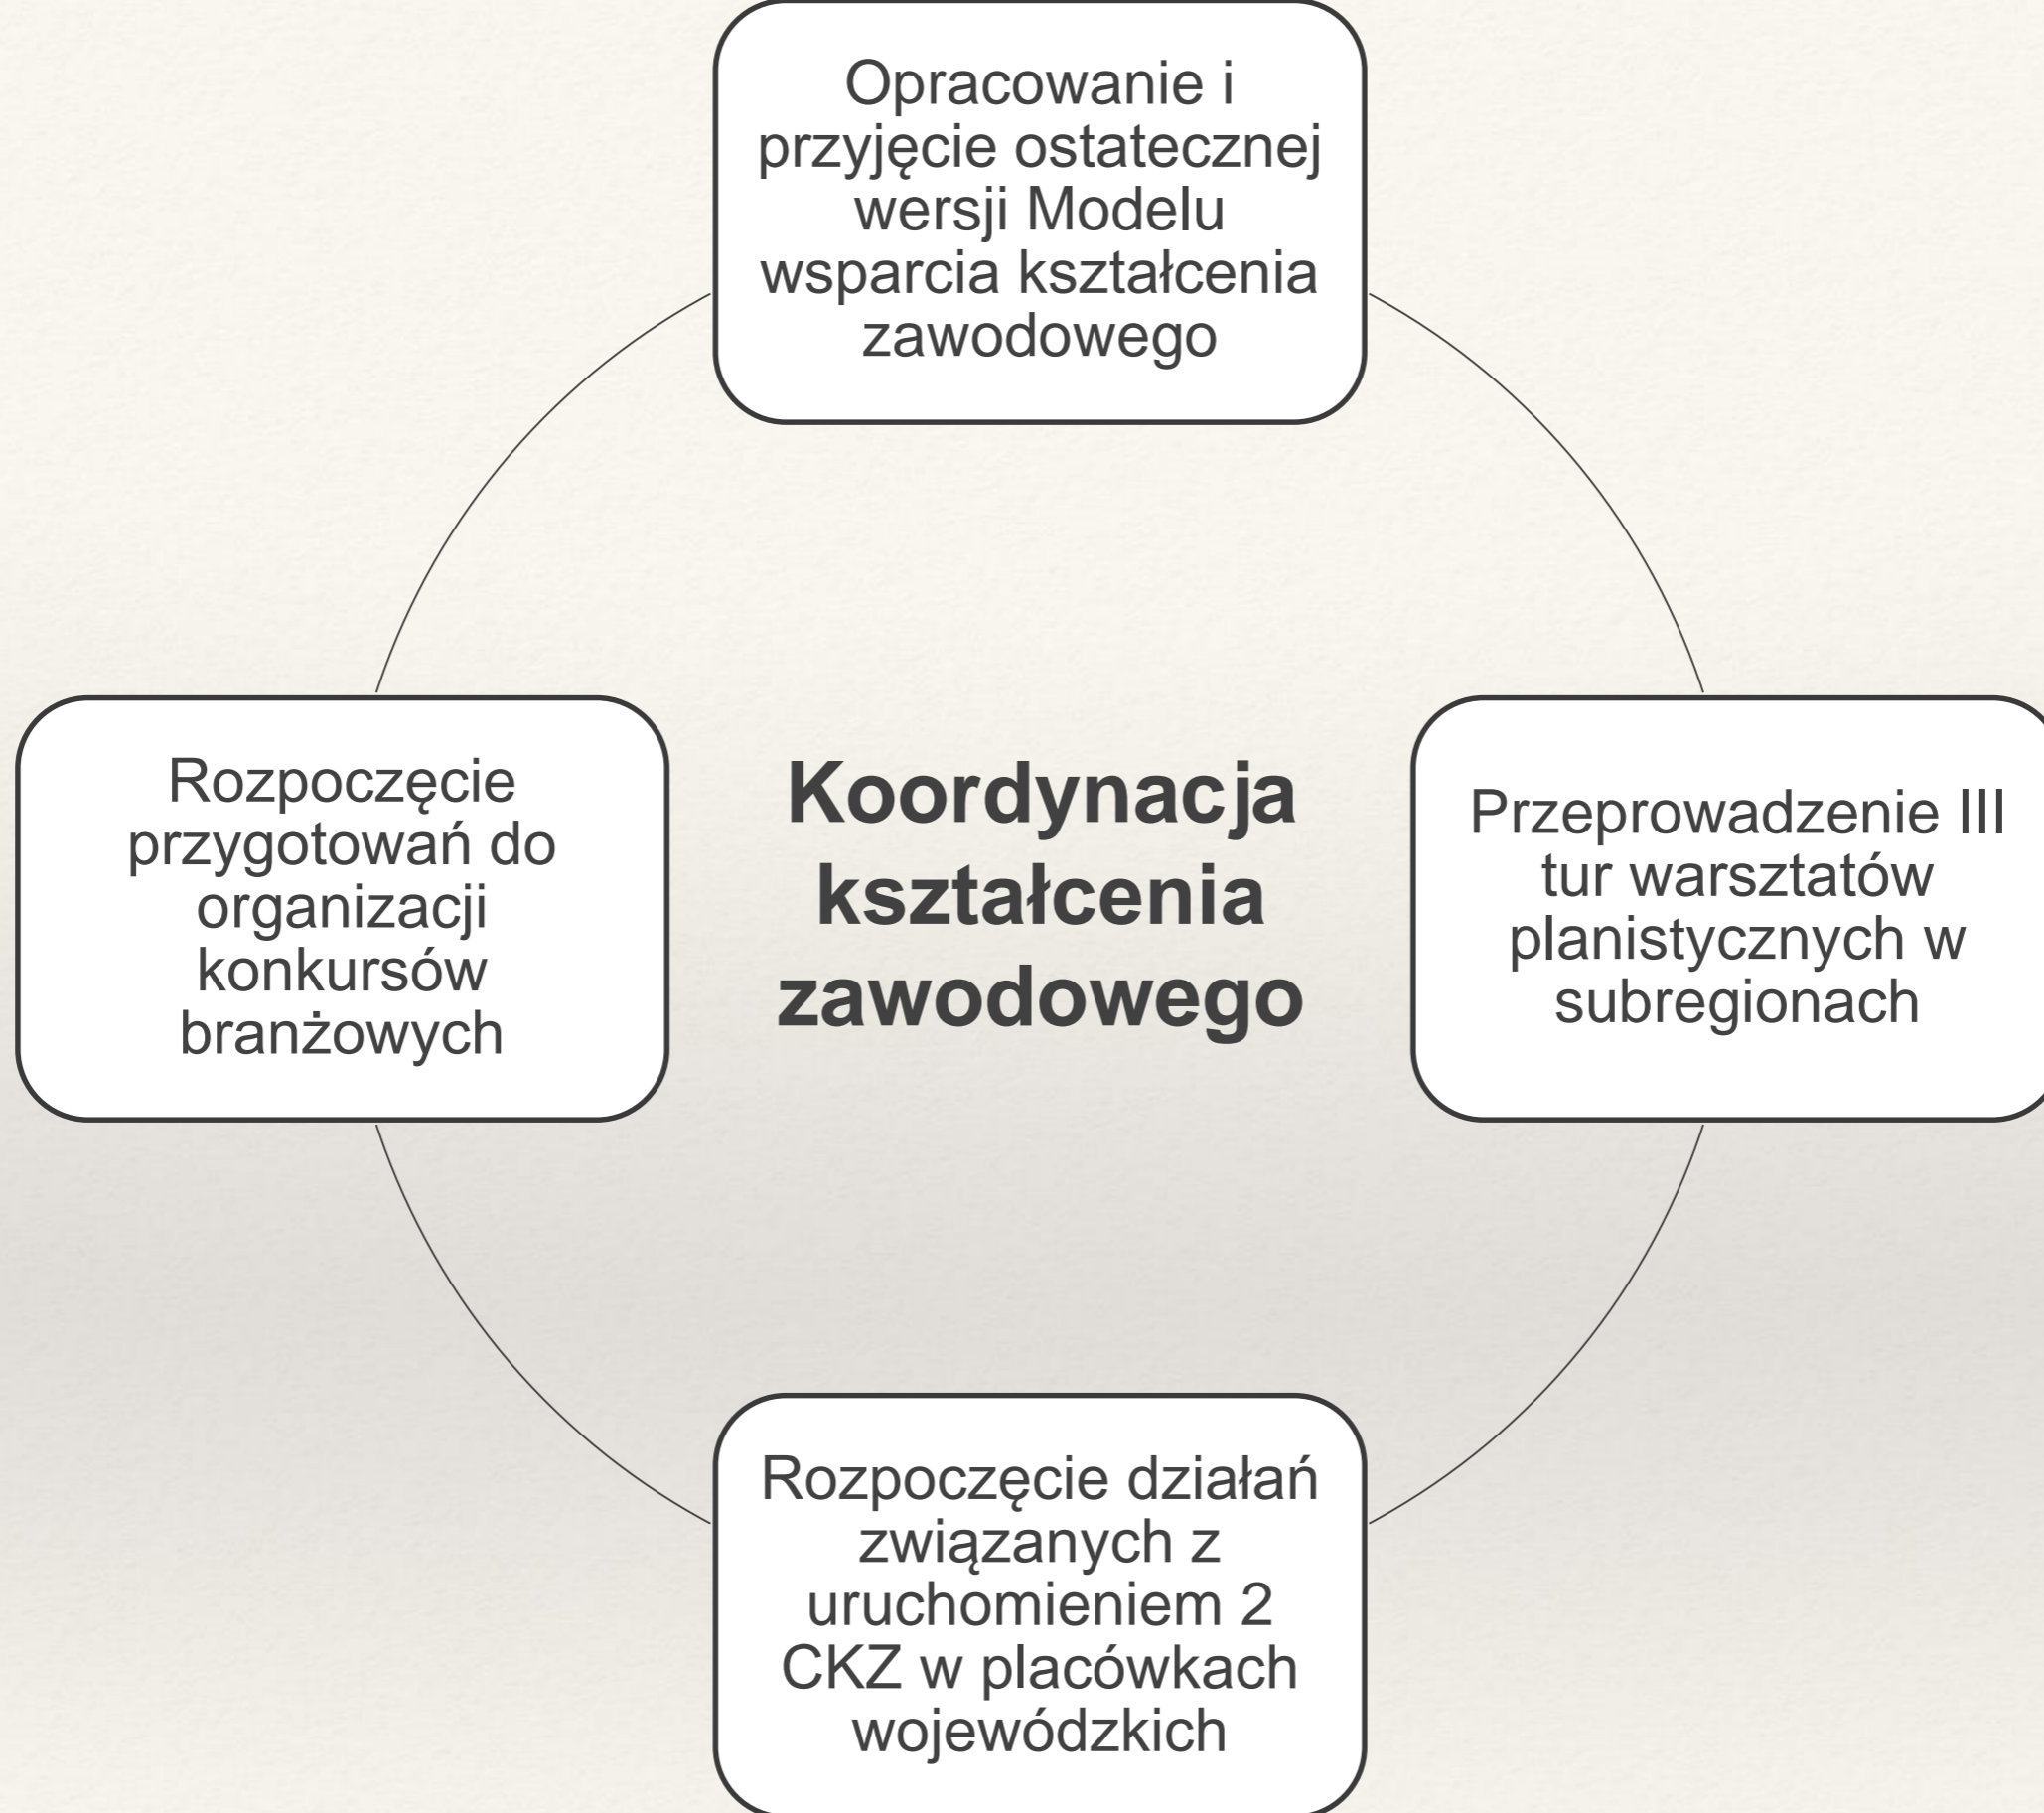 Opracowanie i
przyjęcie ostatecznej
wersji Modelu
wsparcia kształcenia
zawodowego
Rozpoczęcie
przygotowań do
organizacji
konkursów
branżowych
Koordynacja
kształcenia
zawodowego
Przeprowadzenie III
tur warsztatów
planistycznych w
subregionach
Rozpoczęcie działań
związanych z
uruchomieniem 2
CKZ w placówkach
wojewódzkich